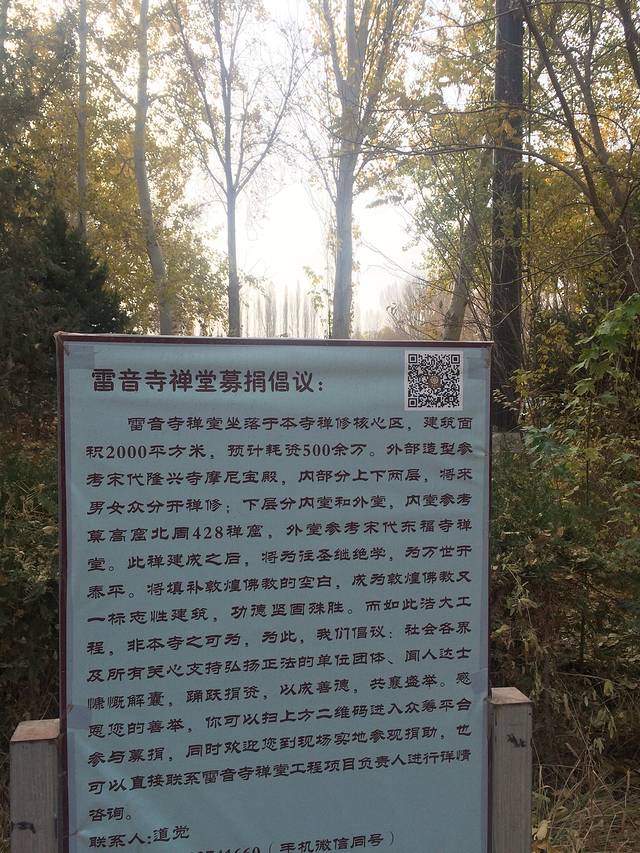 雷音寺禅堂募捐倡议：
雷音寺禅堂坐落于本寺禅修核心区，建筑面
积2000平方米，预计耗资500余万。外部造型参
考宋代隆兴寺摩尼宝殿，内部分上下两层，将来
男女众分开禅修；下层分内堂和外堂，内堂参考
莫高窟北周428禅窟，外堂参考宋代东福寺禅
堂。此禅建成之后，将为往圣继绝学，为万世开
泰平。将填补敦煌佛教的空白，成为敦煌佛教又
一标志性建筑，功德坚固殊胜。而如此浩大工
程，非本寺之可为，为此，我们倡议：社会各界
及所有关心支持弘扬正法的单位团体、闻人达士
慷慨解囊，踊跃捐资，以成善德，共襄盛举。感
恩您的善举，你可以扫上方二维码进入众筹平台
参与募捐，同时欢迎您到现场实地参观捐助，也
可以直接联系雷音寺禅堂工程项目负责人进行详情
咨询。
联系人:道觉
（手机微信同号）